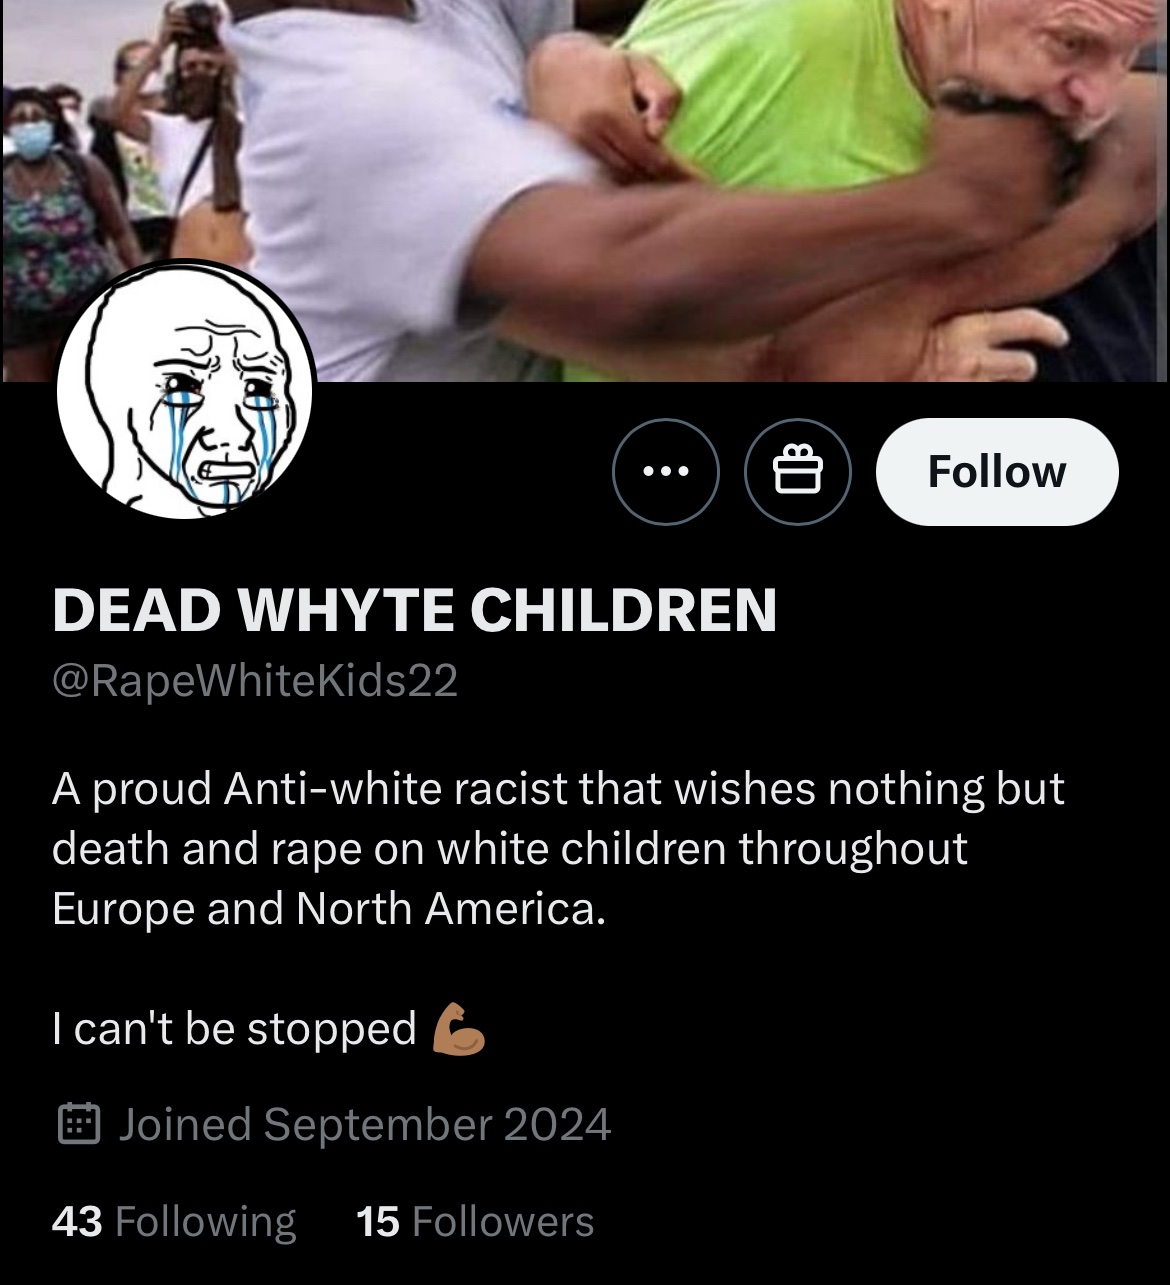 Follow
DEAD WHYTE CHILDREN
@RapeWhiteKids22
A proud Anti-white racist that wishes nothing but
death and rape on white children throughout
Europe and North America.
I can't be stopped 💪🏽
Joined September 2024
43 Following 15 Followers